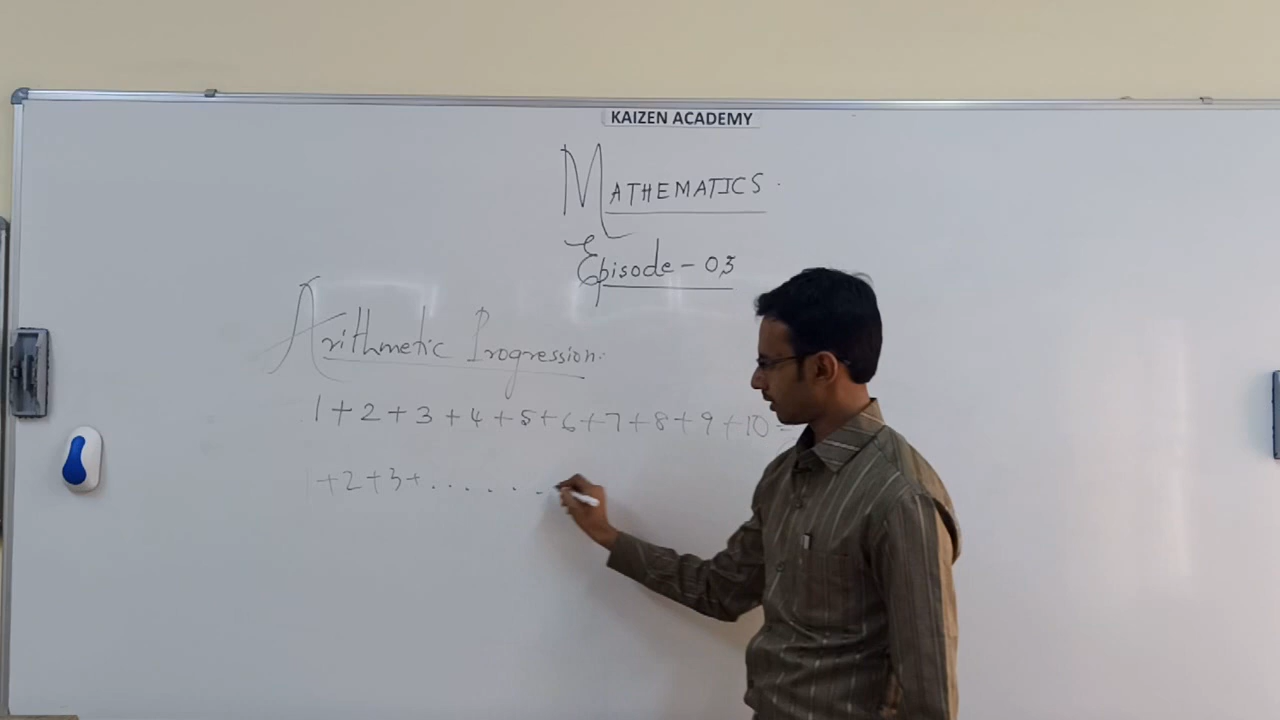 KAIZEN ACADEMY
MATHEMATICS.
Episode - 03
Arithmetic Progression.
1+2+3+4+5+6+7+8+9+10=
1+2+3+.......